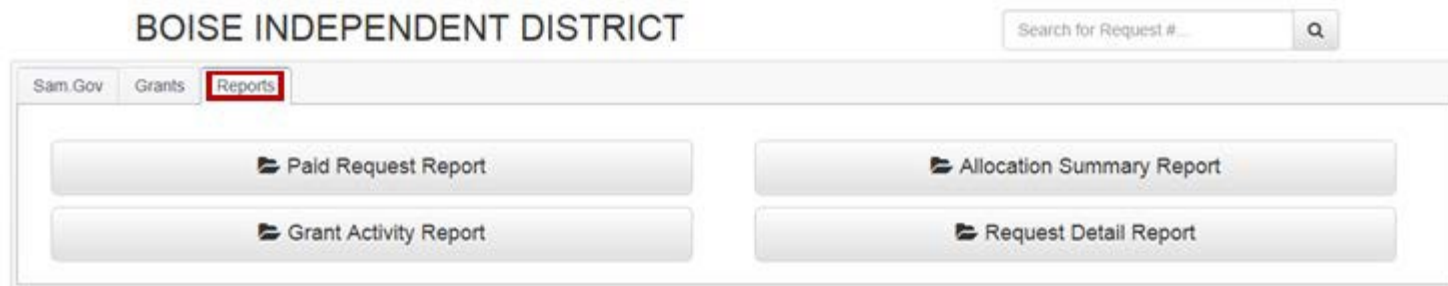 BOISE INDEPENDENT DISTRICT
Search for Request #...
Sam.Gov Grants Reports
Paid Request Report
Allocation Summary Report
Grant Activity Report
Request Detail Report